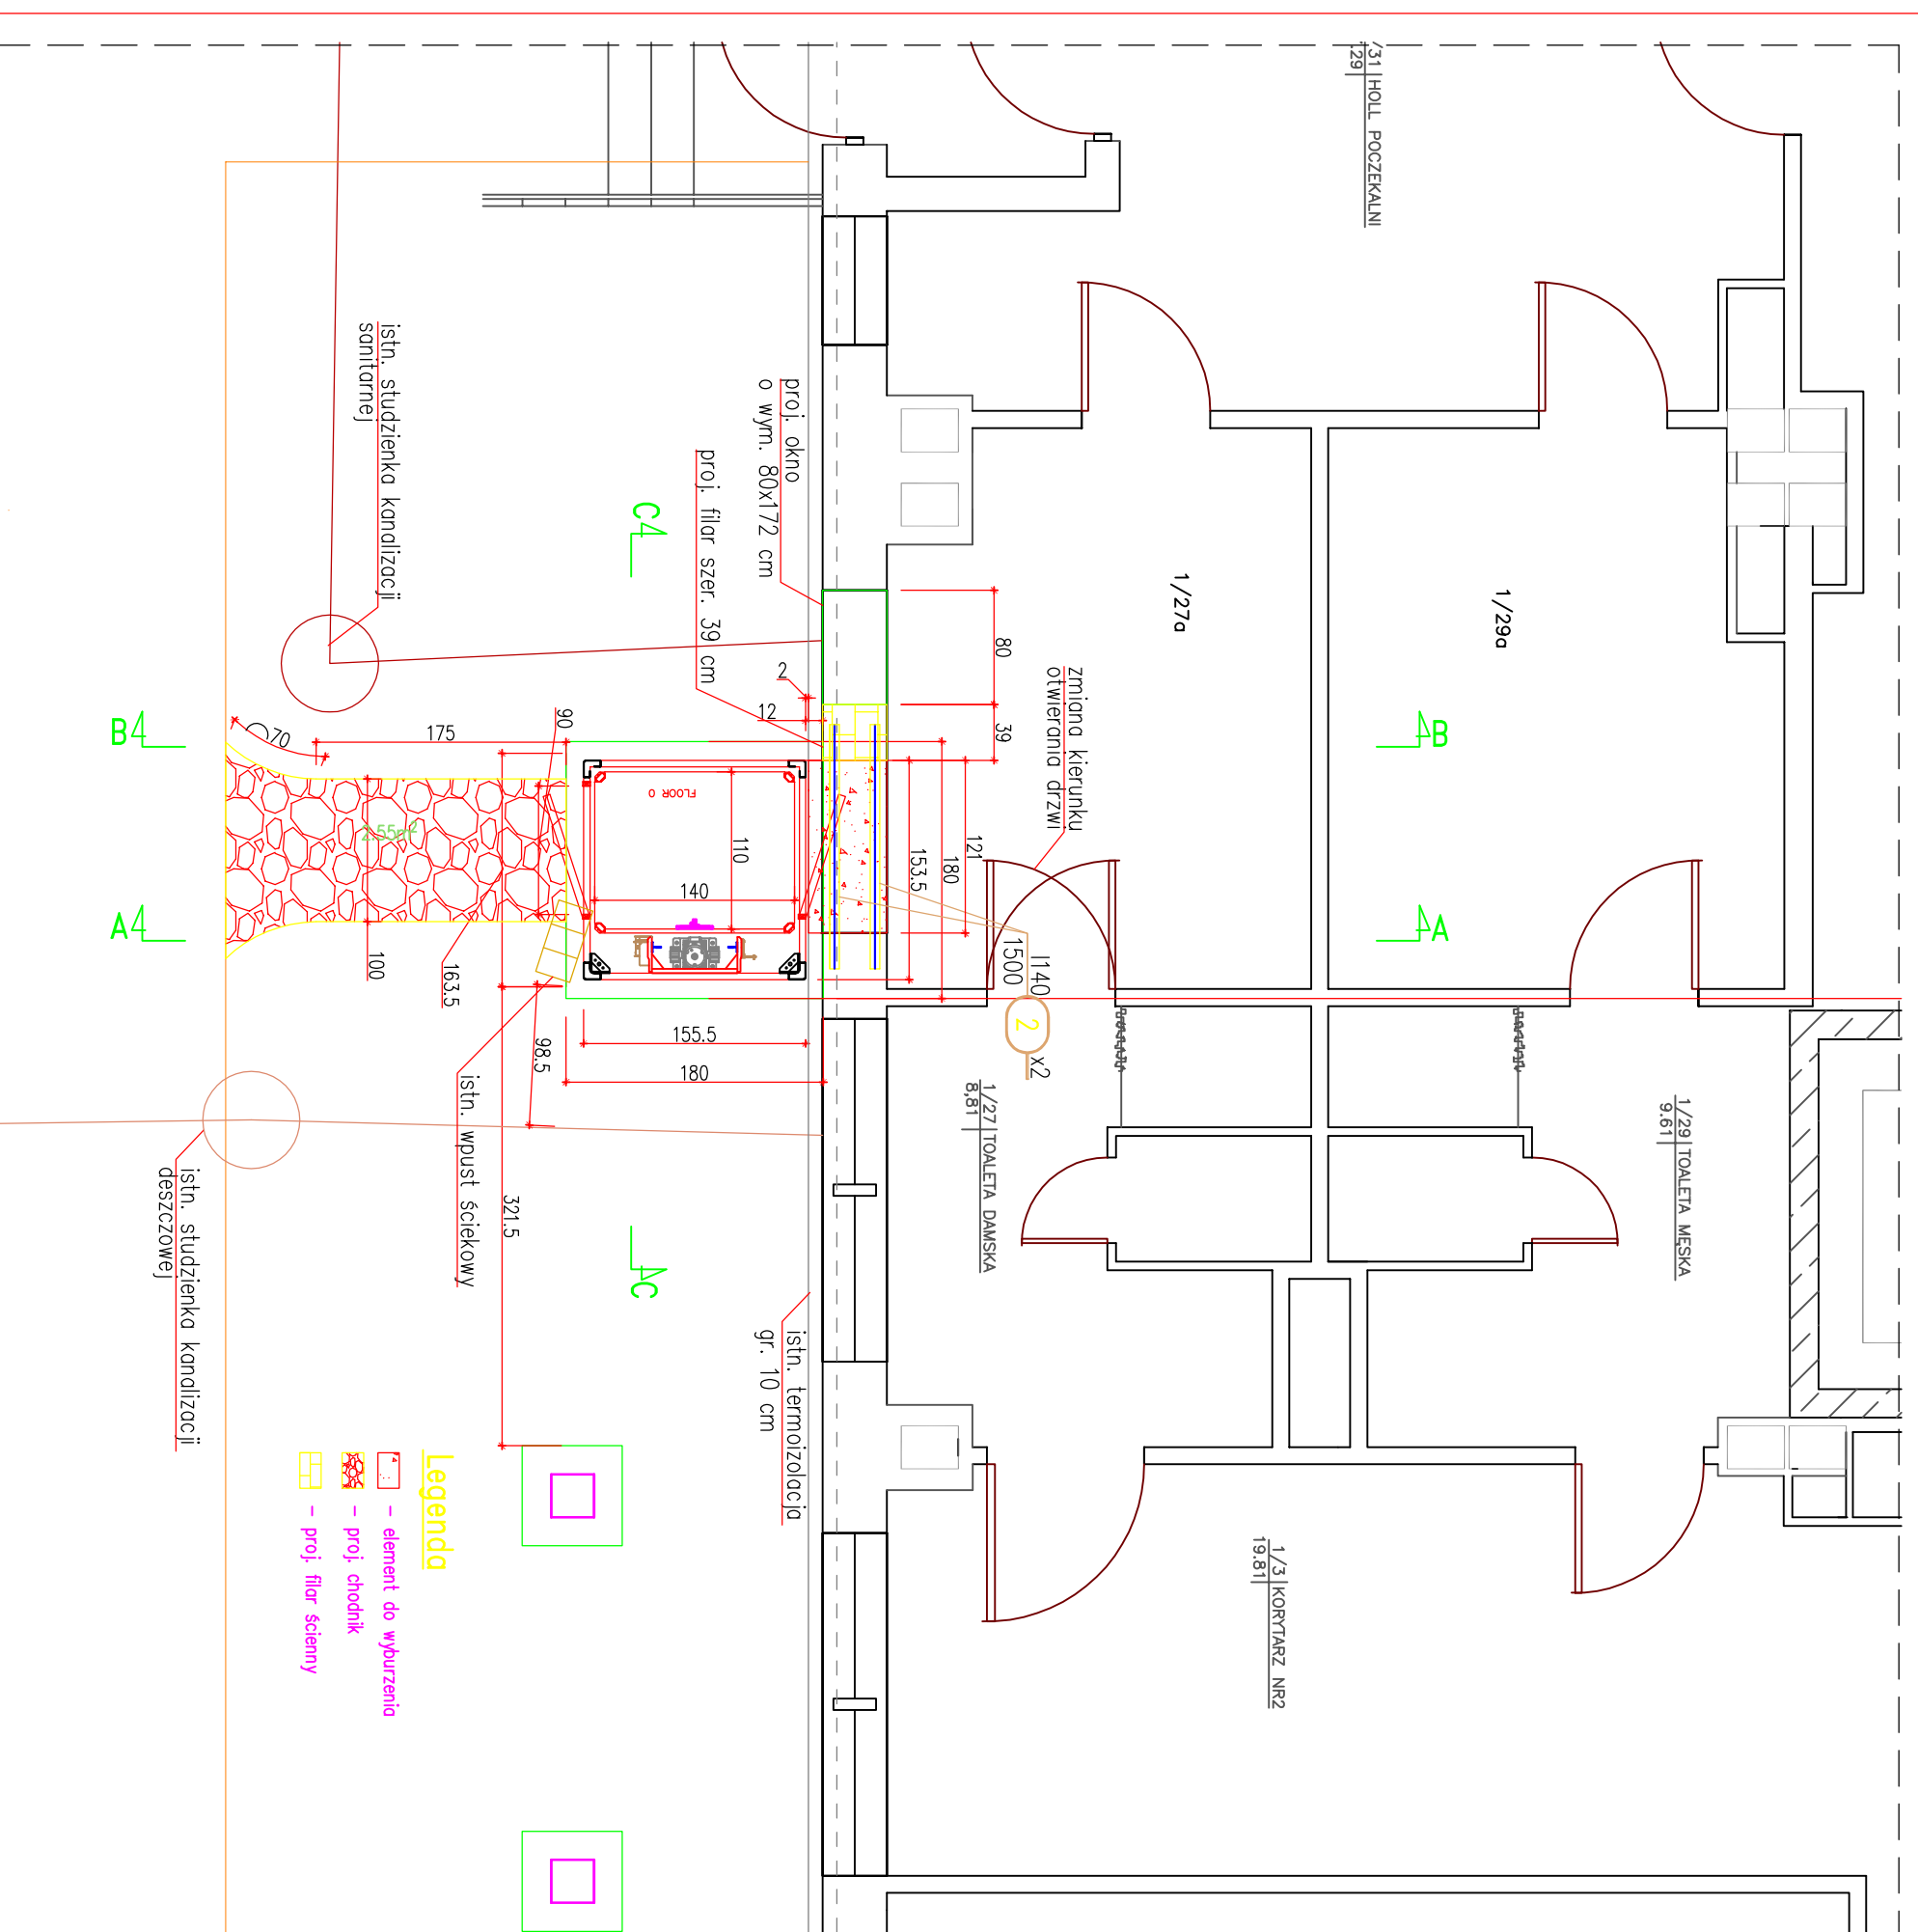 /31 HOLL POCZEKALNI
.29
1/29a
1/27a
istn. studzienka kanalizacji
sanitarnej
proj. okno
o wym. 80x172 cm
proj. filar szer. 39 cm
zmiana kierunku
otwierania drzwi
C4
B4
A4
B
A
C
80
39
2
12
121
180
153.5
90
175
70
2.55m²
100
163.5
FLOOR 0
110
140
155.5
180
98.5
321.5
I140
1500
2
x2
1/27 TOALETA DAMSKA
8,81
1/29 TOALETA MĘSKA
9.61
1/3 KORYTARZ NR2
19.81
istn. wpust ściekowy
istn. studzienka kanalizacji
deszczowej
istn. termoizolacja
gr. 10 cm
Legenda
- element do wyburzenia
- proj. chodnik
- proj. filar ścienny